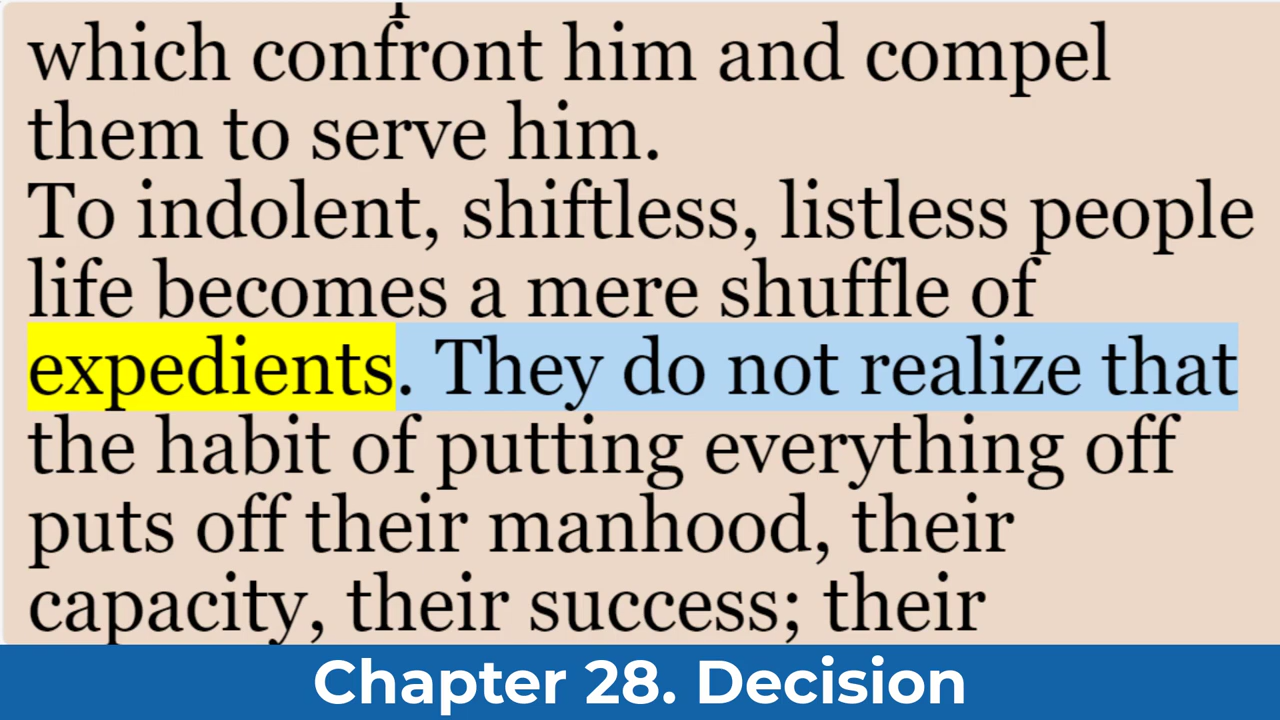 which confront him and compel
them to serve him.
To indolent, shiftless, listless people
life becomes a mere shuffle of
expedients. They do not realize that
the habit of putting everything off
puts off their manhood, their
capacity, their success; their
Chapter 28. Decision